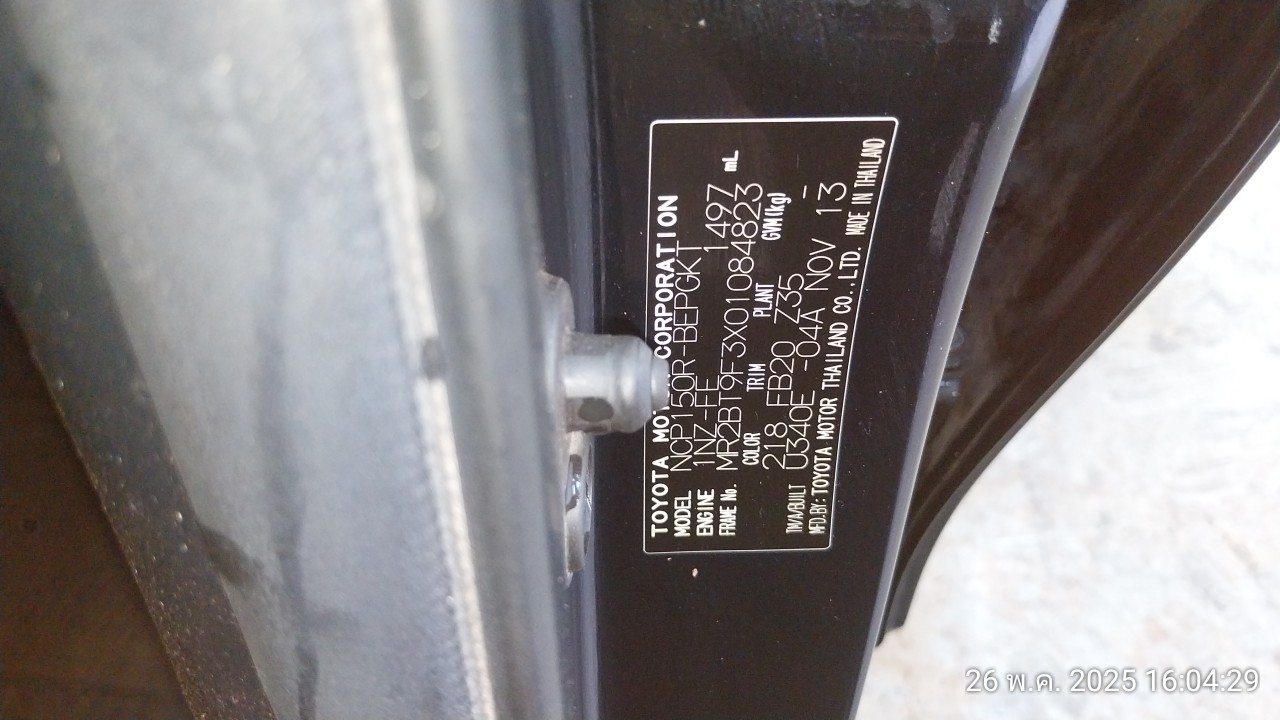 TOYOTA MOTOR CORPORATION
MODEL NCP150R-BEPGKT
ENGINE 1NZ-FE 1497 mL
FRAME No. MR2BT9F3X01084823
COLOR TRIM PLANT GVM(kg)
218 FB20 Z35 -
T/A/BUILT U340E -04A NOV 13
MFD.BY: TOYOTA MOTOR THAILAND CO.,LTD. MADE IN THAILAND
26 พ.ค. 2025 16:04:29